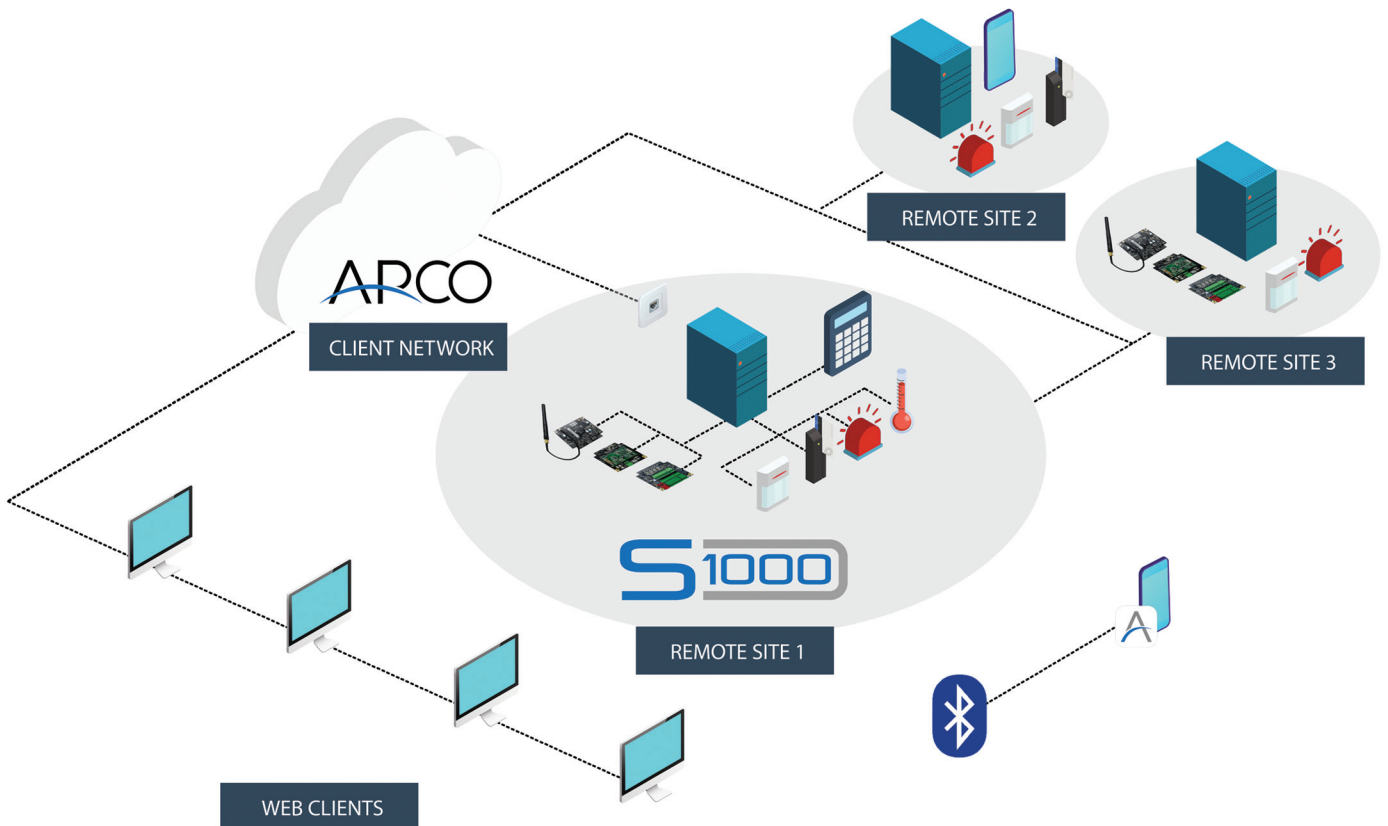 REMOTE SITE 2
ARCO
CLIENT NETWORK
REMOTE SITE 3
S1000
REMOTE SITE 1
A
WEB CLIENTS